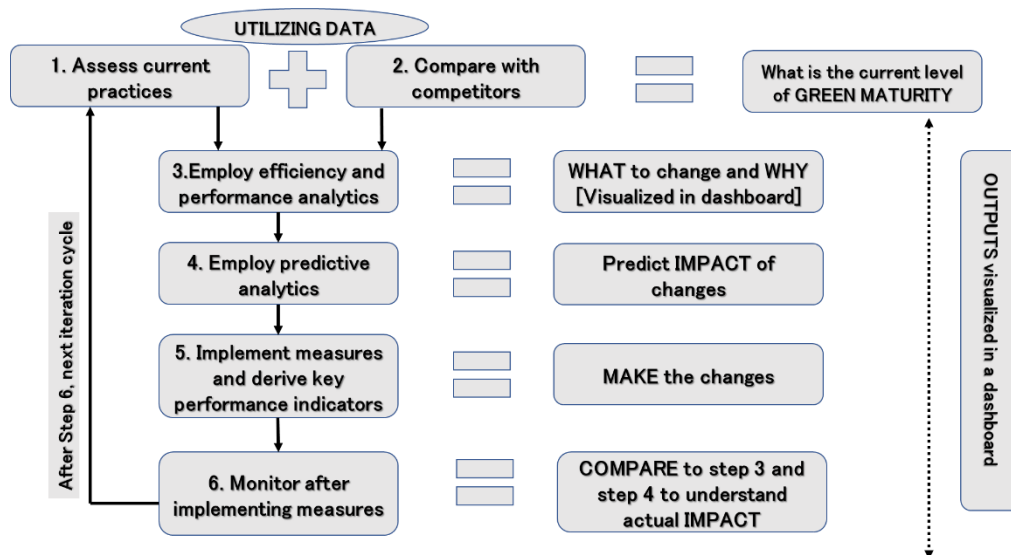 UTILIZING DATA
1. Assess current
practices
2. Compare with
competitors
What is the current level
of GREEN MATURITY
3.Employ efficiency and
performance analytics
WHAT to change and WHY
[Visualized in dashboard]
4. Employ predictive
analytics
Predict IMPACT of
changes
5. Implement measures
and derive key
performance indicators
MAKE the changes
6. Monitor after
implementing measures
COMPARE to step 3 and
step 4 to understand
actual IMPACT
After Step 6, next iteration cycle
OUTPUTS visualized in a dashboard